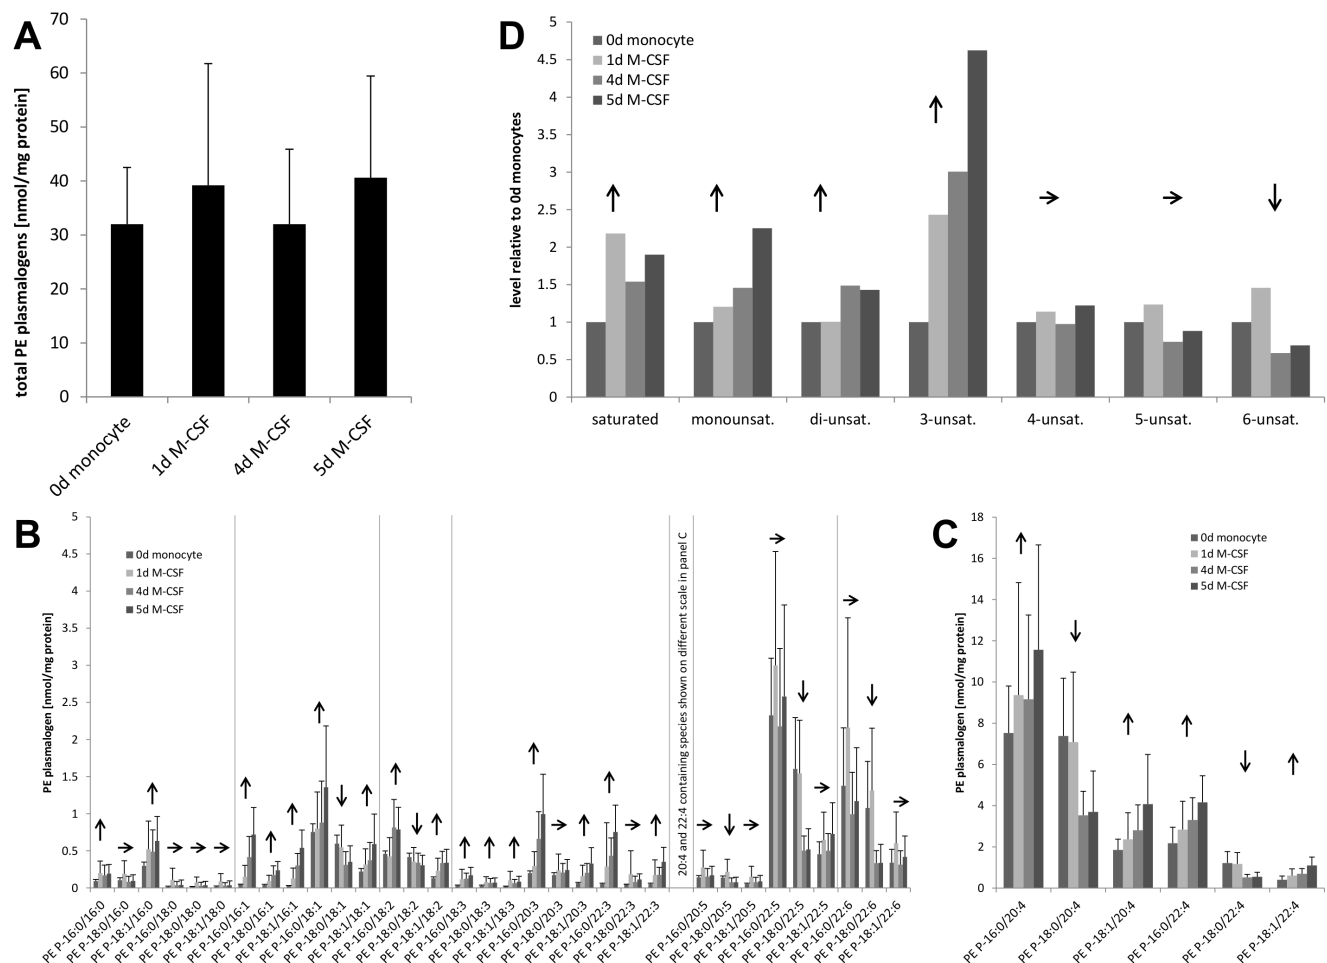 A
total PE plasmalogens [nmol/mg protein]
70
60
50
40
30
20
10
0
0d monocyte
1d M-CSF
4d M-CSF
5d M-CSF
D
level relative to 0d monocytes
5
4.5
4
3.5
3
2.5
2
1.5
1
0.5
0
0d monocyte
1d M-CSF
4d M-CSF
5d M-CSF
saturated
monounsat.
di-unsat.
3-unsat.
4-unsat.
5-unsat.
6-unsat.
B
PE plasmalogen [nmol/mg protein]
5
4.5
4
3.5
3
2.5
2
1.5
1
0.5
0
0d monocyte
1d M-CSF
4d M-CSF
5d M-CSF
20:4 and 22:4 containing species shown on different scale in panel C
PE P-16:0/16:0
PE P-18:0/16:0
PE P-18:1/16:0
PE P-16:0/18:0
PE P-18:0/18:0
PE P-18:1/18:0
PE P-16:0/16:1
PE P-18:0/16:1
PE P-18:1/16:1
PE P-16:0/18:1
PE P-18:0/18:1
PE P-18:1/18:1
PE P-16:0/18:2
PE P-18:0/18:2
PE P-18:1/18:2
PE P-16:0/18:3
PE P-18:0/18:3
PE P-18:1/18:3
PE P-16:0/20:3
PE P-18:0/20:3
PE P-18:1/20:3
PE P-16:0/22:3
PE P-18:0/22:3
PE P-18:1/22:3
PE P-16:0/20:5
PE P-18:0/20:5
PE P-18:1/20:5
PE P-16:0/22:5
PE P-18:0/22:5
PE P-18:1/22:5
PE P-16:0/22:6
PE P-18:0/22:6
PE P-18:1/22:6
C
PE plasmalogen [nmol/mg protein]
18
16
14
12
10
8
6
4
2
0
0d monocyte
1d M-CSF
4d M-CSF
5d M-CSF
PE P-16:0/20:4
PE P-18:0/20:4
PE P-18:1/20:4
PE P-16:0/22:4
PE P-18:0/22:4
PE P-18:1/22:4